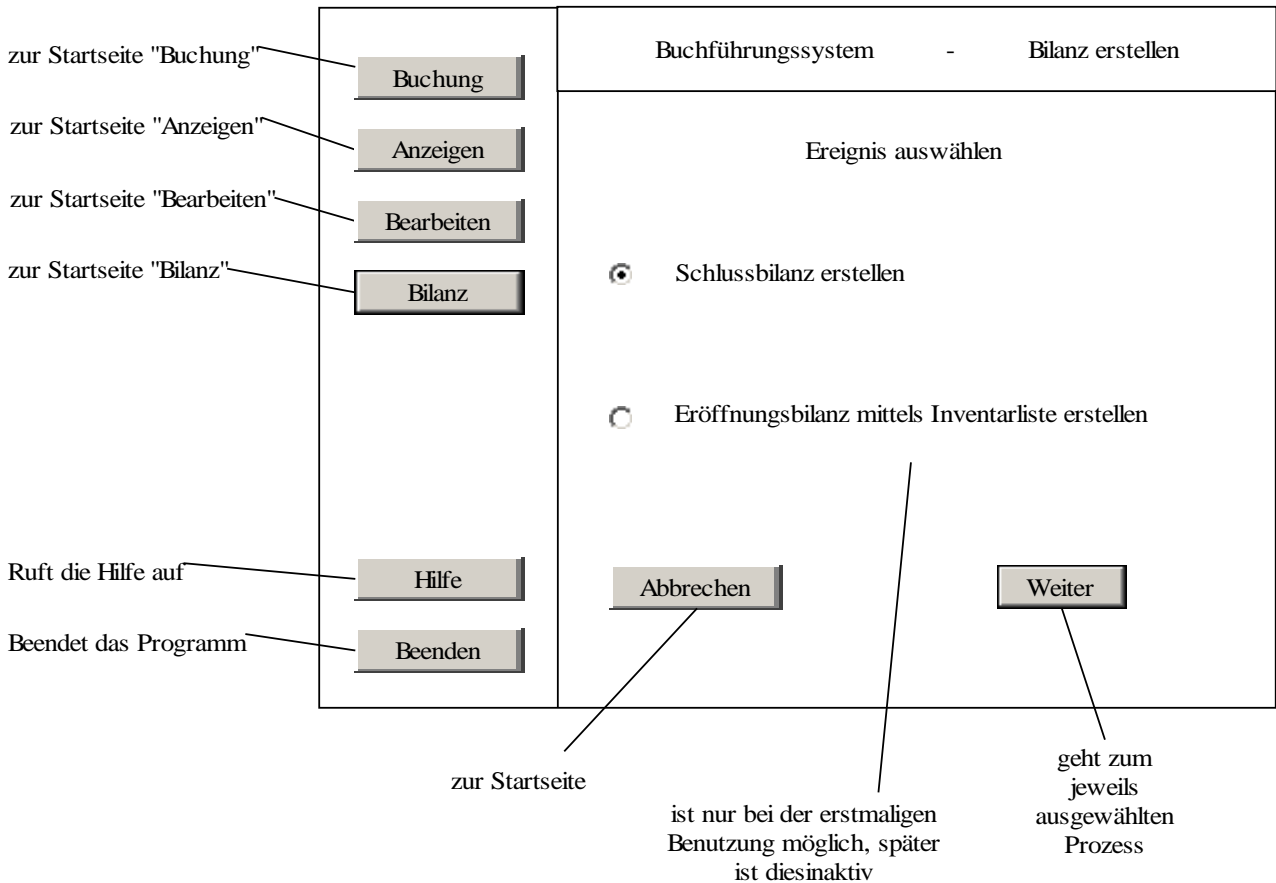 zur Startseite "Buchung"
Buchung
Buchführungssystem - Bilanz erstellen
zur Startseite "Anzeigen"
Anzeigen
Ereignis auswählen
zur Startseite "Bearbeiten"
Bearbeiten
zur Startseite "Bilanz"
Bilanz
Schlussbilanz erstellen
Eröffnungsbilanz mittels Inventarliste erstellen
Ruft die Hilfe auf
Hilfe
Abbrechen
Weiter
Beendet das Programm
Beenden
zur Startseite
ist nur bei der erstmaligen
Benutzung möglich, später
ist diesinaktiv
geht zum
jeweils
ausgewählten
Prozess